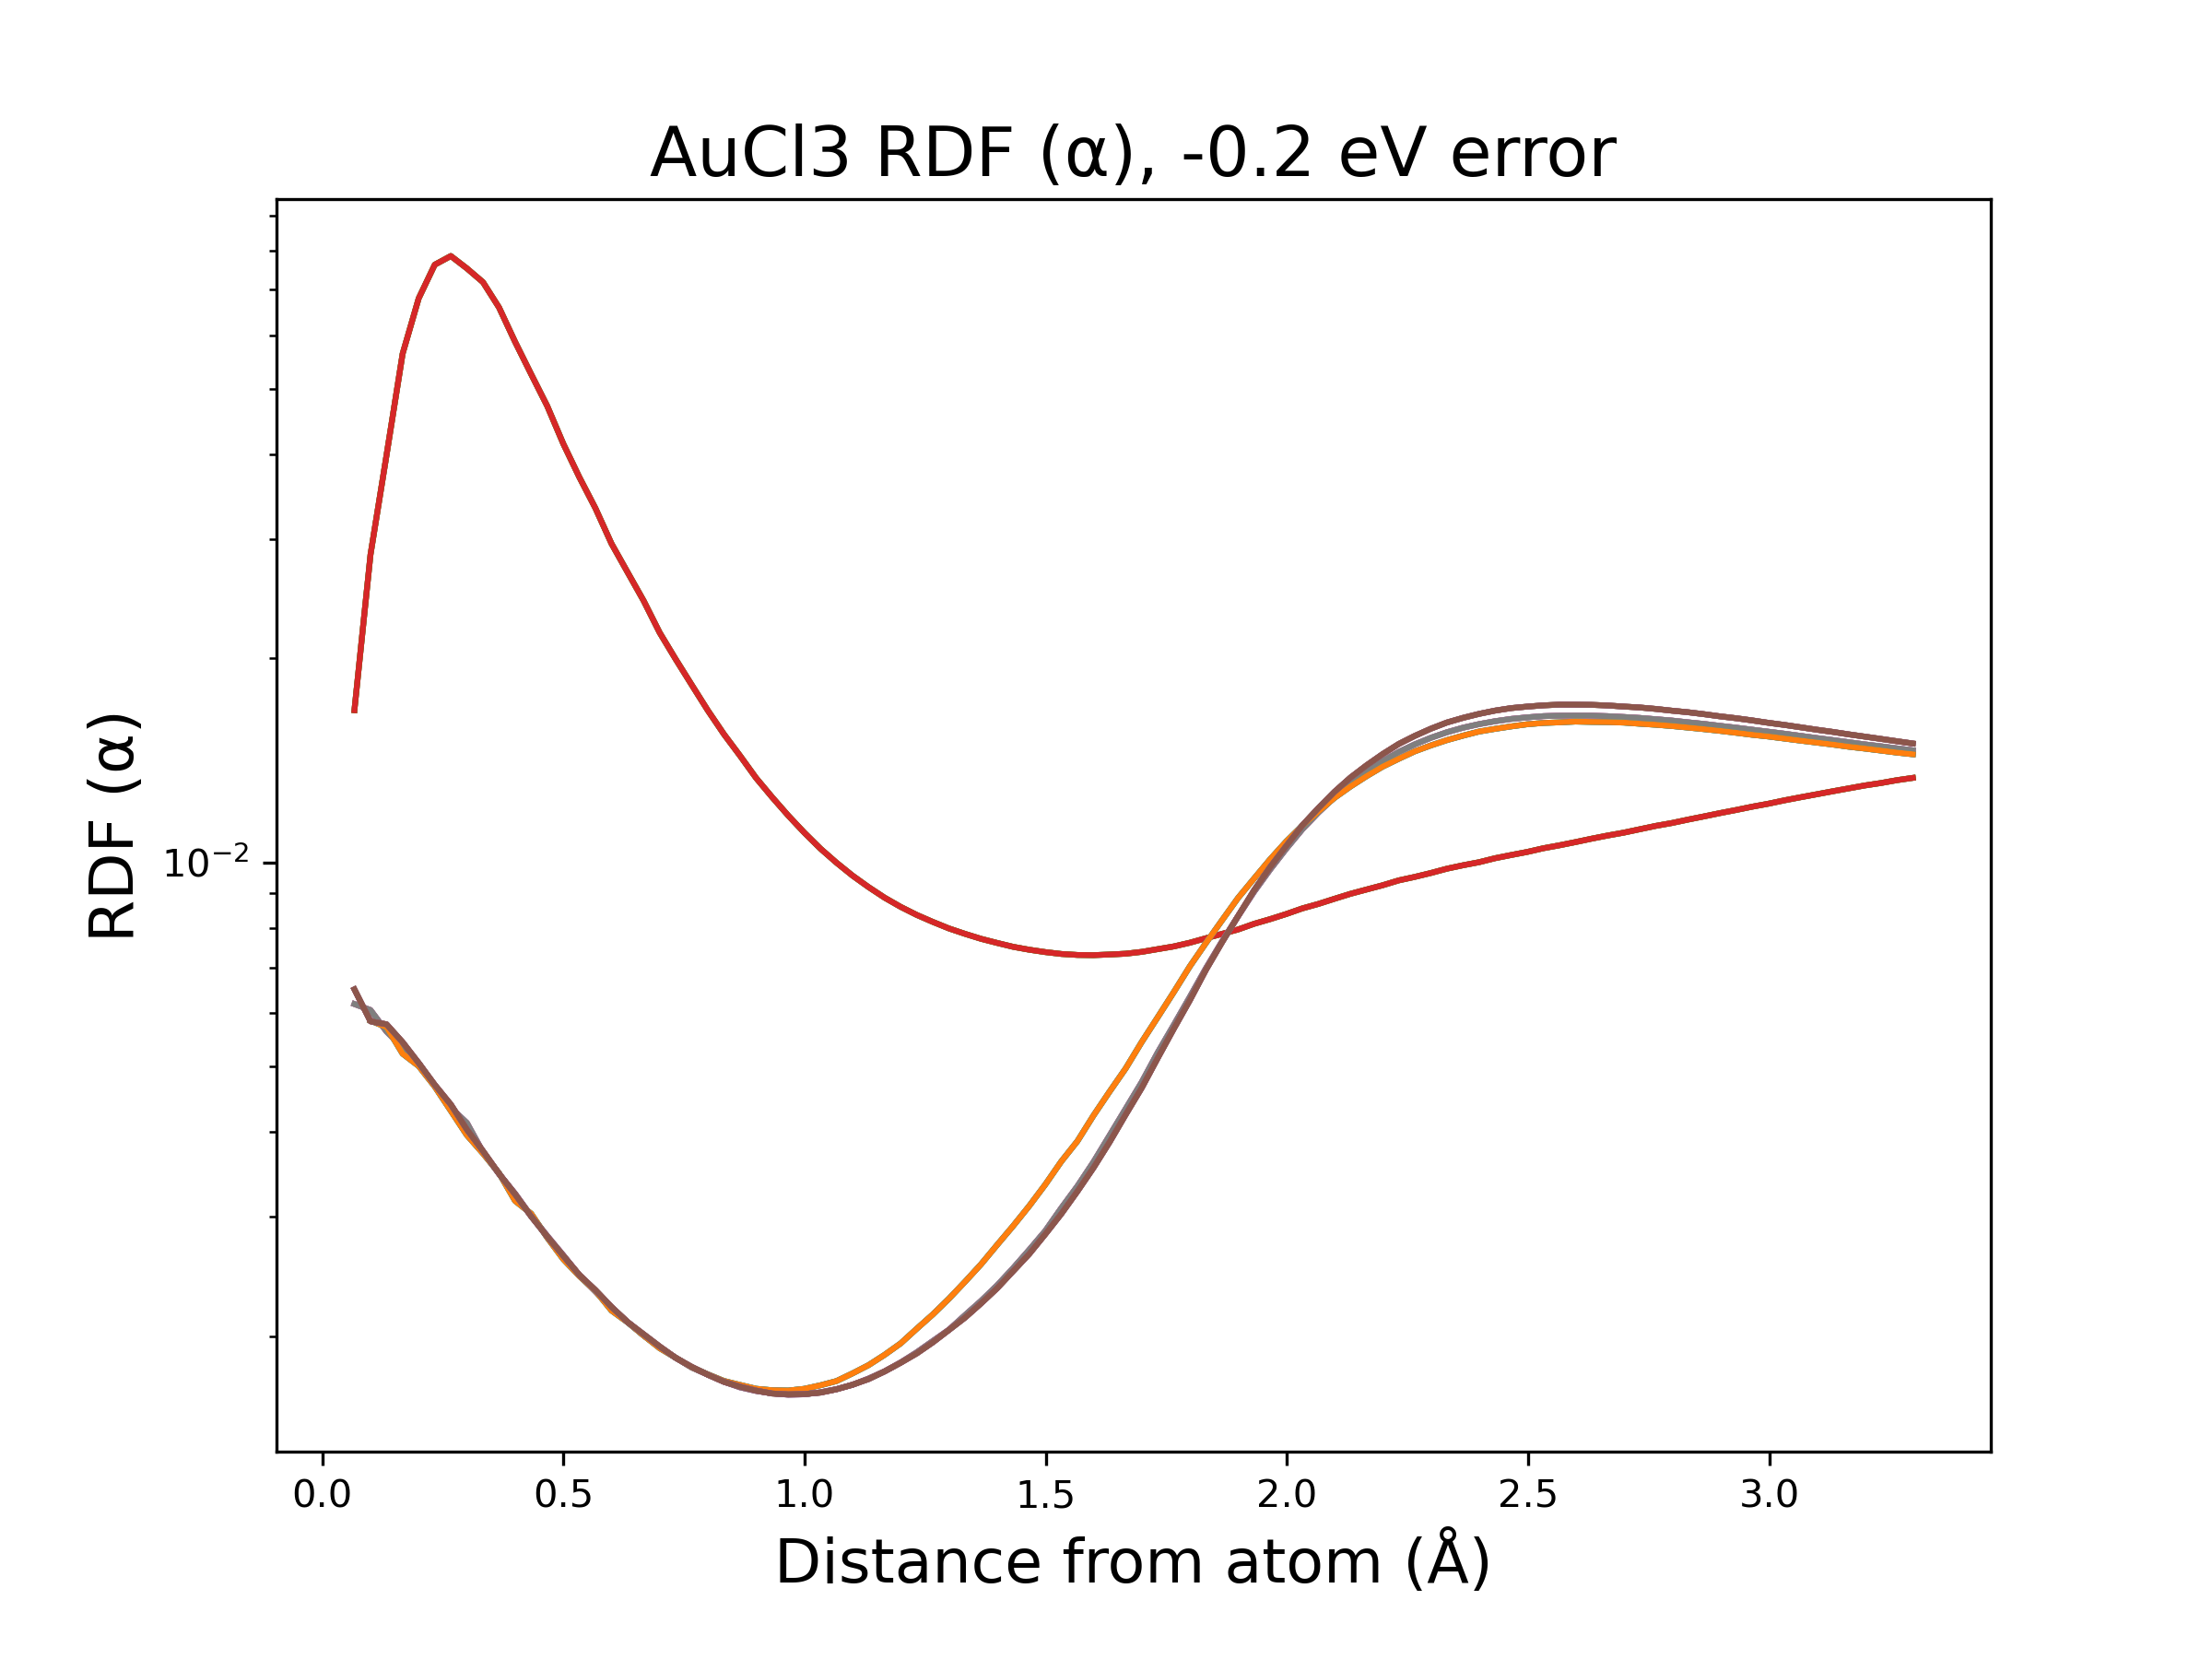 AuCl3 RDF (α), -0.2 eV error
RDF (α)
10⁻²
0.0 0.5 1.0 1.5 2.0 2.5 3.0
Distance from atom (Å)